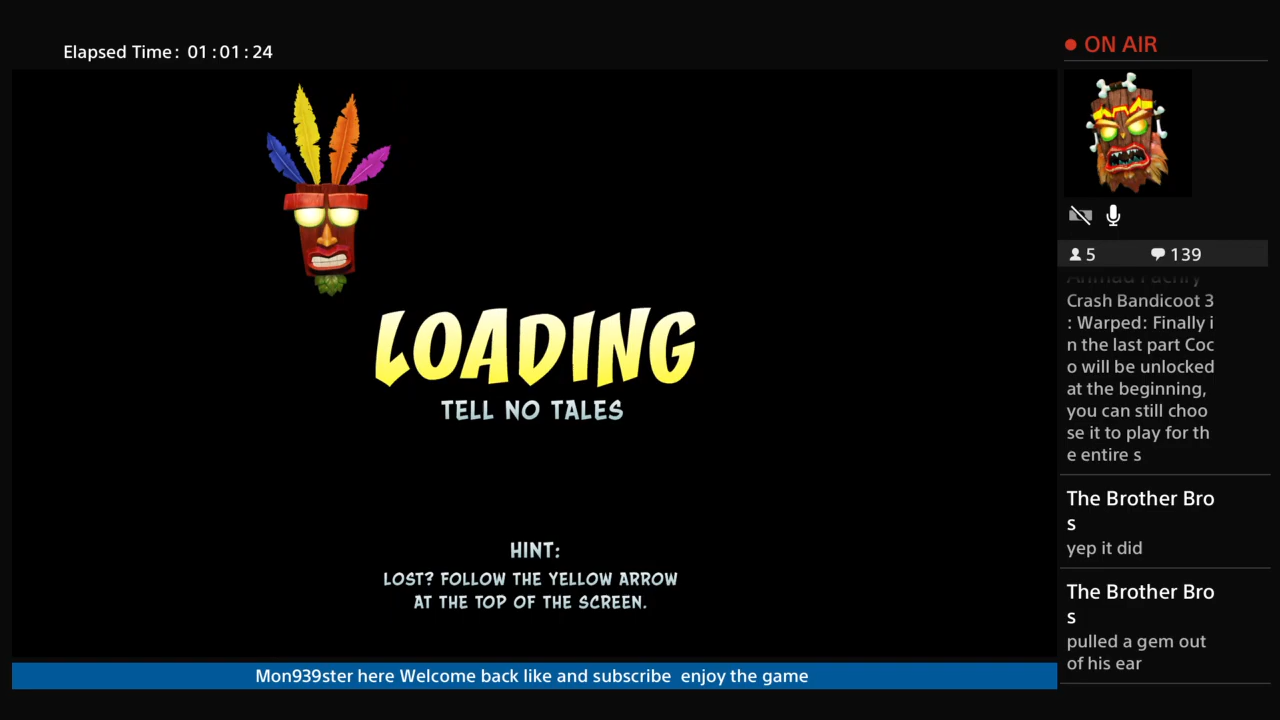 Elapsed Time: 01:01:24
ON AIR
5 139
Ahmad Fachry
Crash Bandicoot 3
: Warped: Finally i
n the last part Coc
o will be unlocked
at the beginning,
you can still choo
se it to play for th
e entire s
The Brother Bro
s
yep it did
The Brother Bro
s
pulled a gem out
of his ear
LOADING
TELL NO TALES
HINT:
LOST? FOLLOW THE YELLOW ARROW
AT THE TOP OF THE SCREEN.
Mon939ster here Welcome back like and subscribe enjoy the game